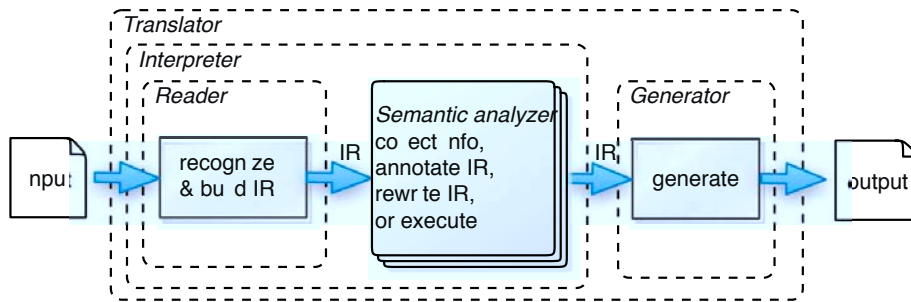 Translator
Interpreter
Reader
Generator
Semantic analyzer
input
recogn ze
& bu d IR
IR
co ect nfo,
annotate IR,
rewr te IR,
or execute
IR
generate
output